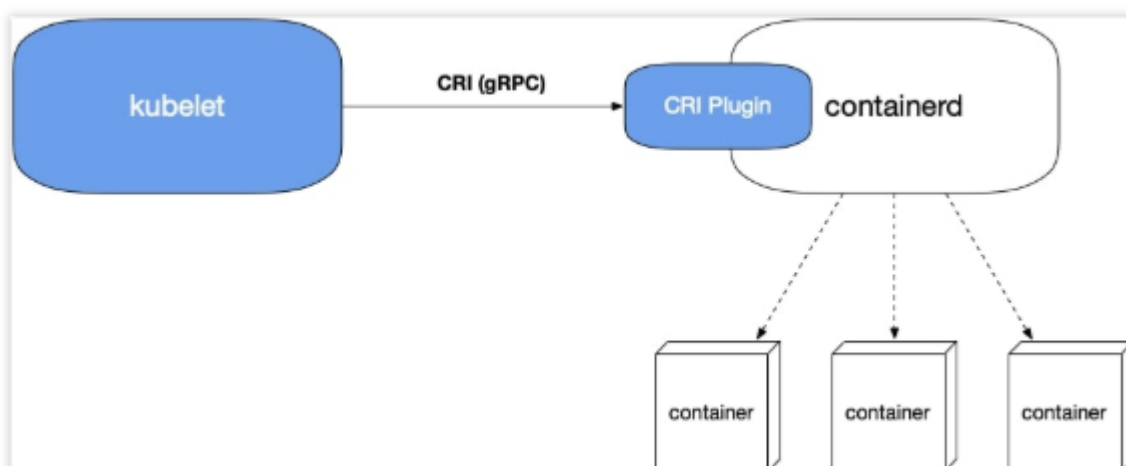 CRI (gRPC)
kubelet
CRI Plugin
containerd
container
container
container